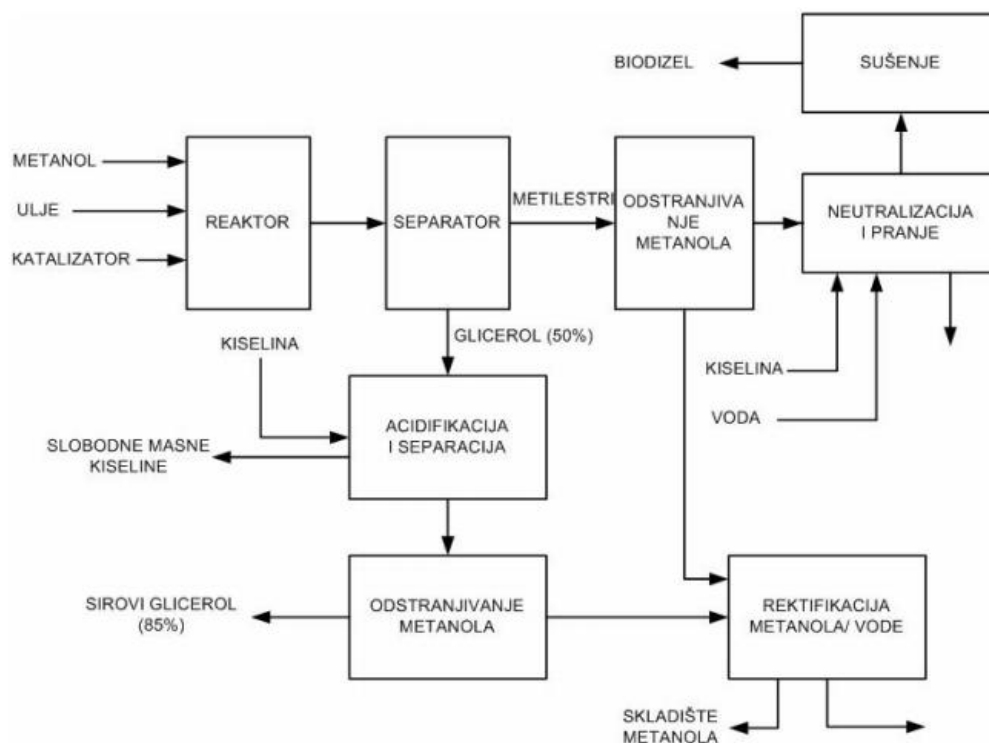 BIODIZEL
SUŠENJE
METANOL
ULJE
KATALIZATOR
REAKTOR
SEPARATOR
METILESTRI
ODSTRANJIVA
NJE
METANOLA
NEUTRALIZACIJA
I PRANJE
GLICEROL (50%)
KISELINA
KISELINA
VODA
ACIDIFIKACIJA
I SEPARACIJA
SLOBODNE MASNE
KISELINE
SIROVI GLICEROL
(85%)
ODSTRANJIVANJE
METANOLA
REKTIFIKACIJA
METANOLA/ VODE
SKLADIŠTE
METANOLA